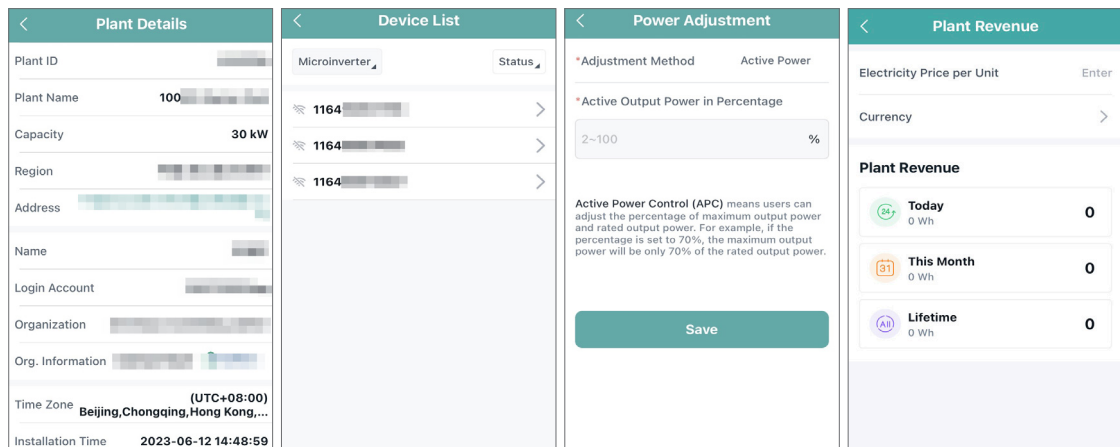 Plant Details
Plant ID
Plant Name 100
Capacity 30 kW
Region
Address
Name
Login Account
Organization
Org. Information
Time Zone (UTC+08:00)
Beijing,Chongqing,Hong Kong,...
Installation Time 2023-06-12 14:48:59
Device List
Microinverter Status
1164
1164
1164
Power Adjustment
*Adjustment Method Active Power
*Active Output Power in Percentage
2~100 %
Active Power Control (APC) means users can
adjust the percentage of maximum output power
and rated output power. For example, if the
percentage is set to 70%, the maximum output
power will be only 70% of the rated output power.
Save
Plant Revenue
Electricity Price per Unit Enter
Currency
Plant Revenue
24
Today 0
0 Wh
31
This Month 0
0 Wh
All
Lifetime 0
0 Wh